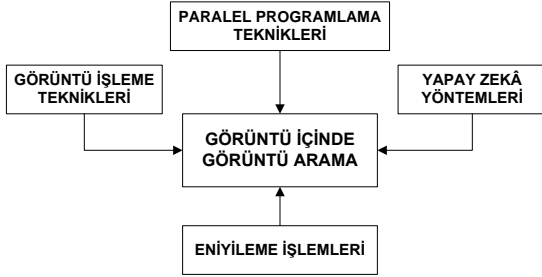 PARALEL PROGRAMLAMA
TEKNİKLERİ
GÖRÜNTÜ İŞLEME
TEKNİKLERİ
YAPAY ZEKÂ
YÖNTEMLERİ
GÖRÜNTÜ İÇİNDE
GÖRÜNTÜ ARAMA
ENİYİLEME İŞLEMLERİ